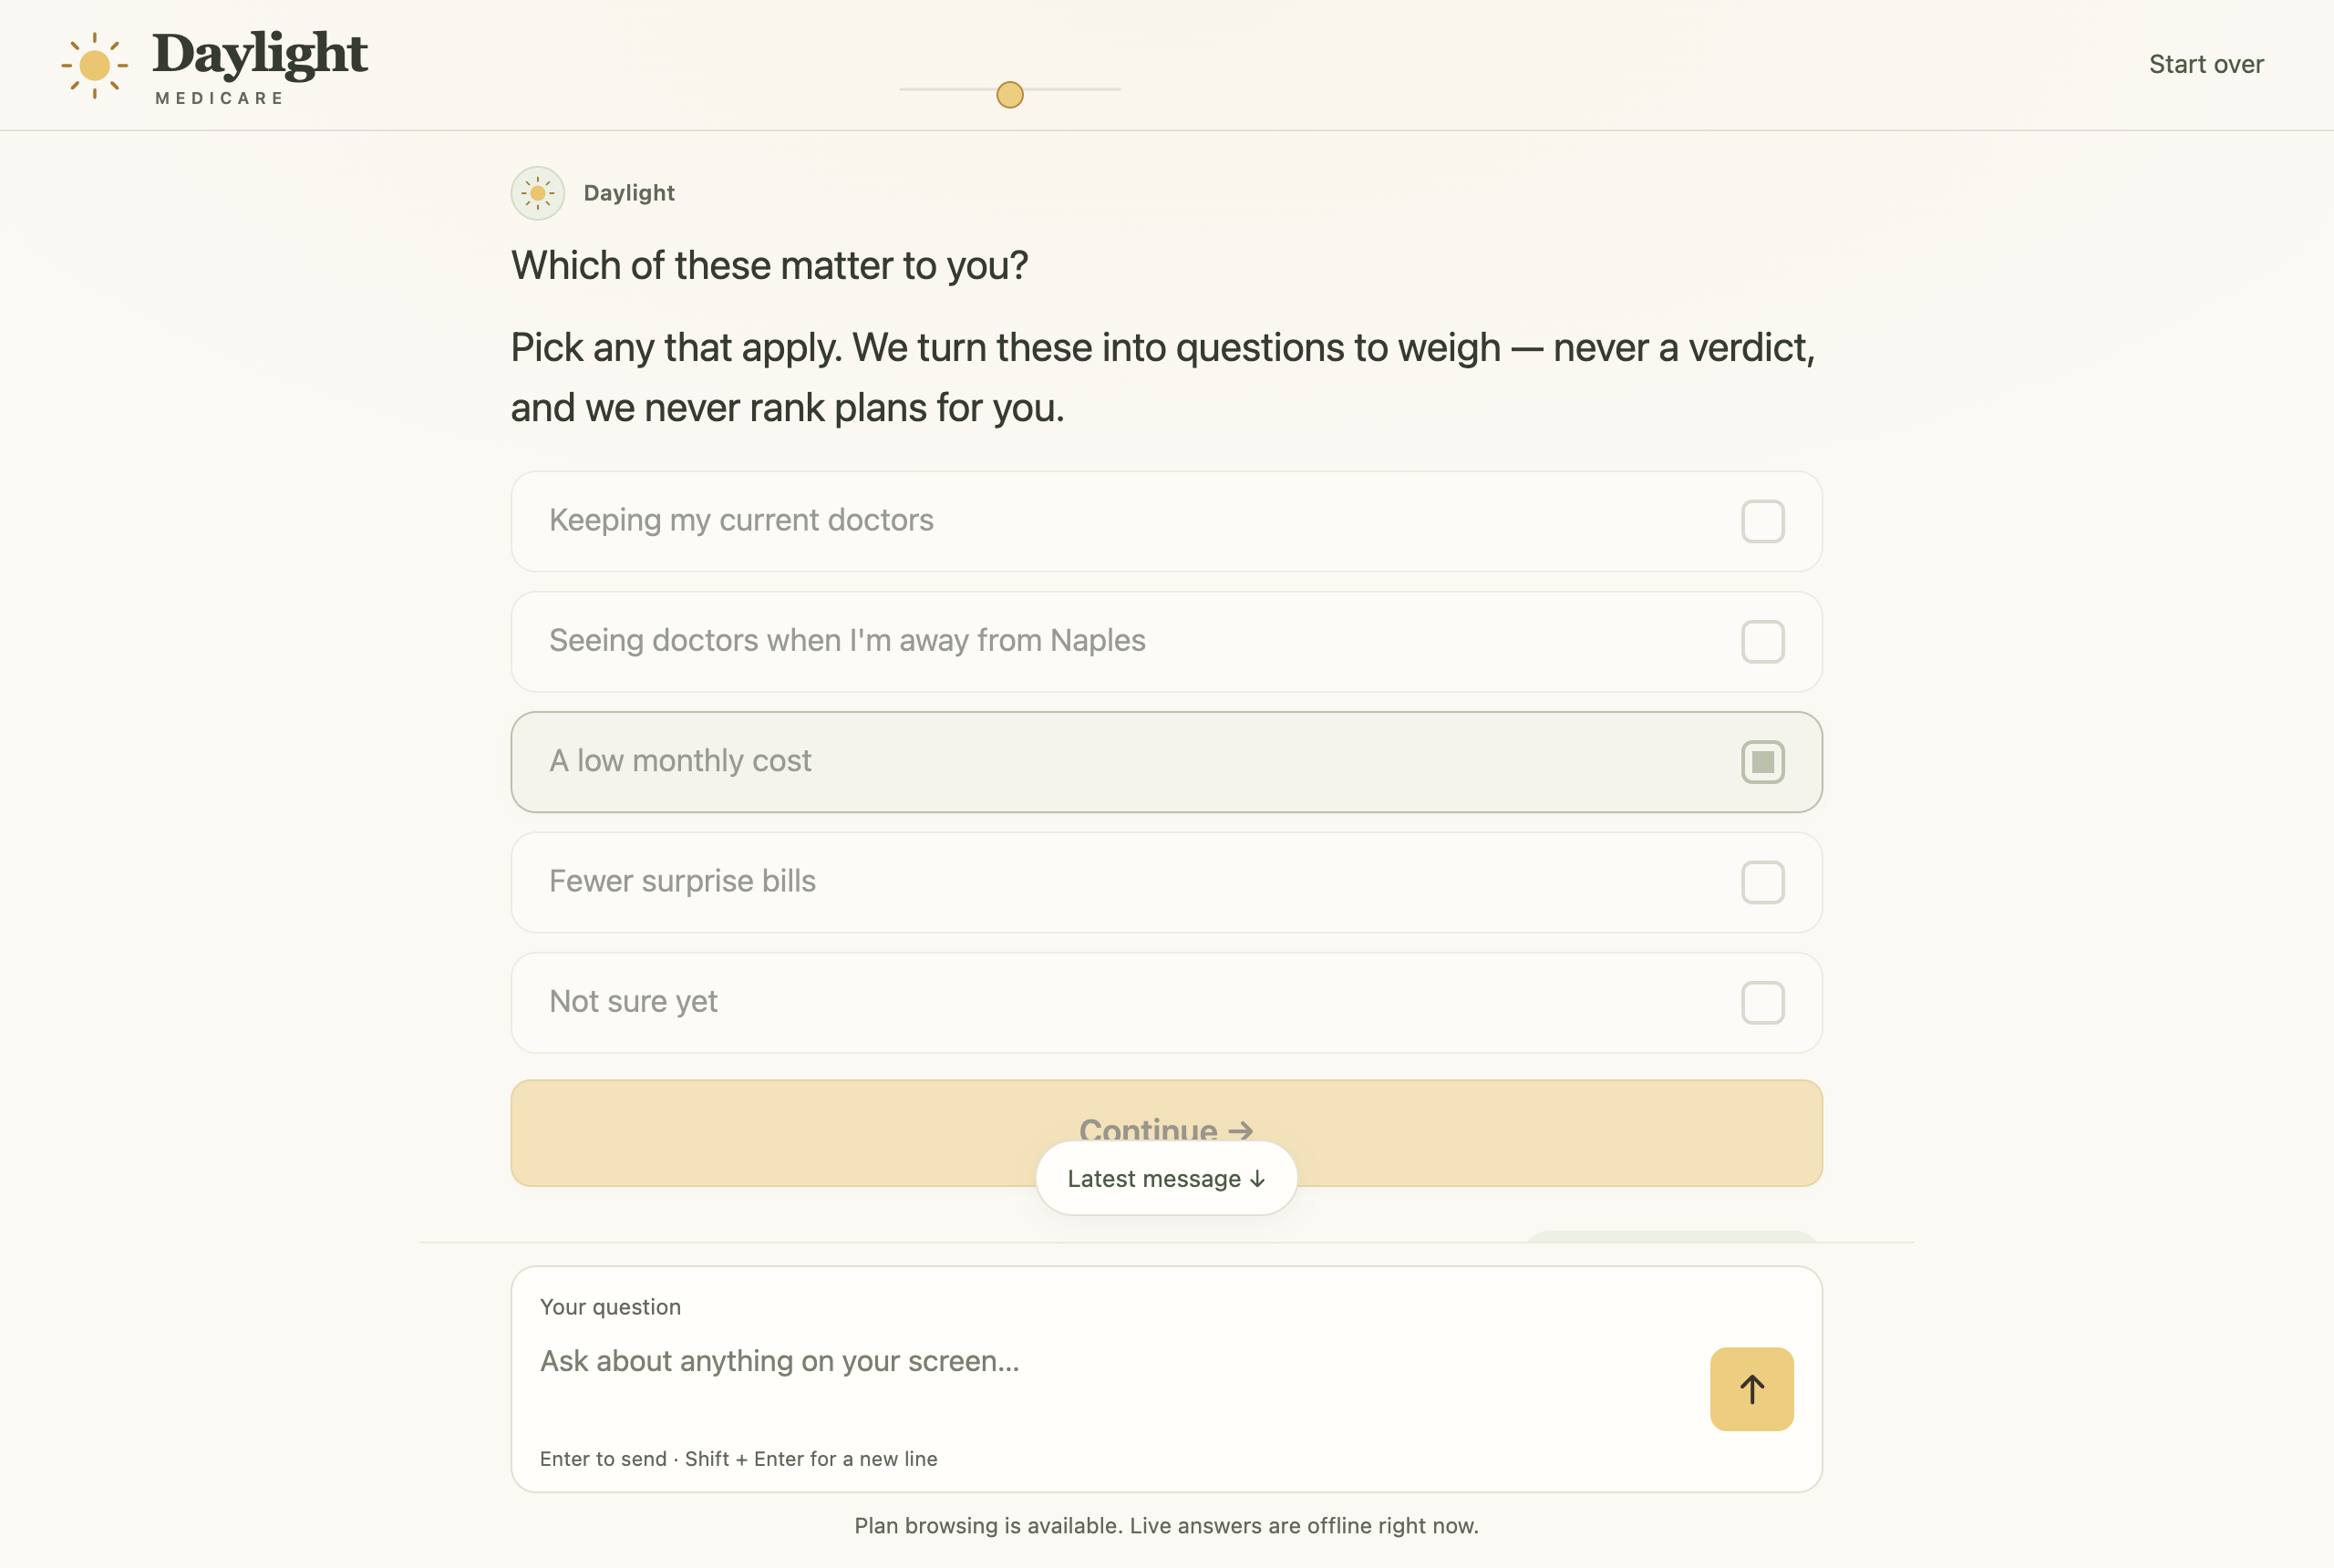 Daylight
MEDICARE
Start over
Daylight
Which of these matter to you?
Pick any that apply. We turn these into questions to weigh — never a verdict,
and we never rank plans for you.
Keeping my current doctors
Seeing doctors when I'm away from Naples
A low monthly cost
Fewer surprise bills
Not sure yet
Continue →
Latest message ↓
Your question
Ask about anything on your screen...
Enter to send · Shift + Enter for a new line
Plan browsing is available. Live answers are offline right now.